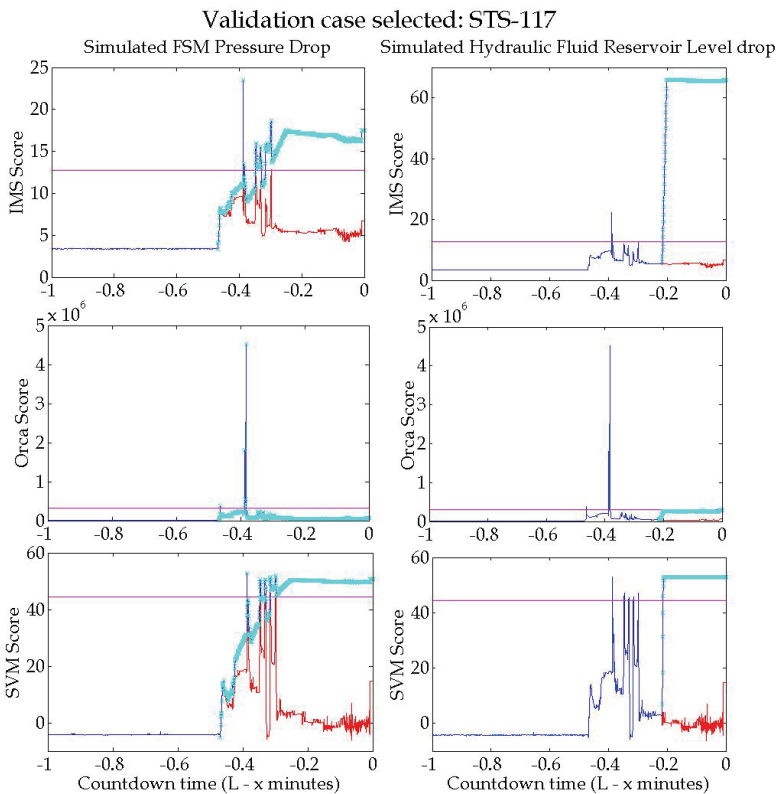 Validation case selected: STS-117
Simulated FSM Pressure Drop
Simulated Hydraulic Fluid Reservoir Level drop
IMS Score
25
20
15
10
5
0
-1 -0.8 -0.6 -0.4 -0.2 0
IMS Score
60
40
20
0
-1 -0.8 -0.6 -0.4 -0.2 0
Orca Score
5 x 10^6
4
3
2
1
0
-1 -0.8 -0.6 -0.4 -0.2 0
Orca Score
5 x 10^6
4
3
2
1
0
-1 -0.8 -0.6 -0.4 -0.2 0
SVM Score
60
40
20
0
-1 -0.8 -0.6 -0.4 -0.2 0
Countdown time (L - x minutes)
SVM Score
60
40
20
0
-1 -0.8 -0.6 -0.4 -0.2 0
Countdown time (L - x minutes)